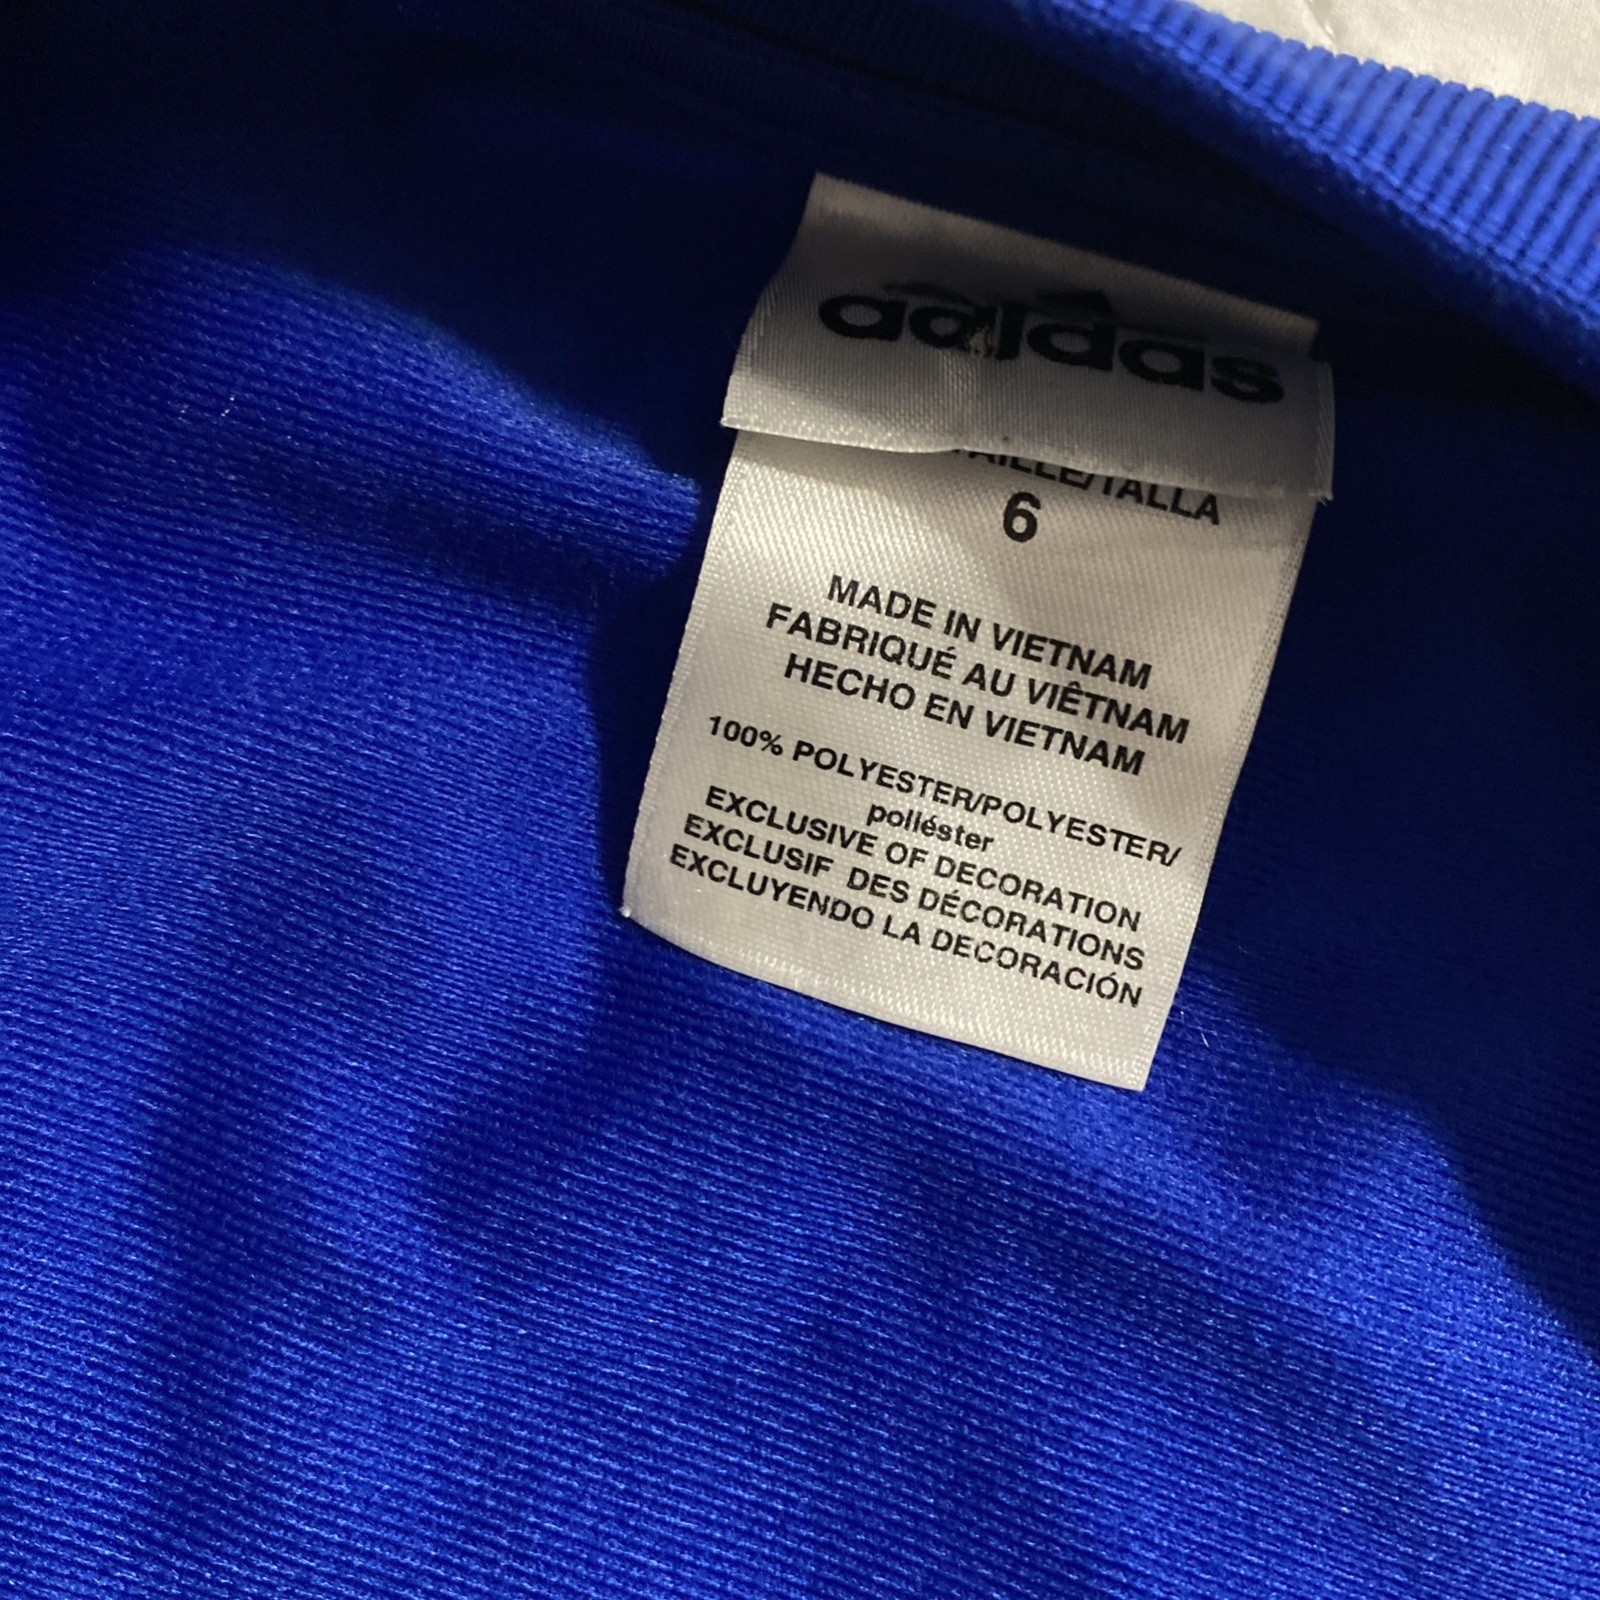 adidas
TAILLE/TALLA
6
MADE IN VIETNAM
FABRIQUÉ AU VIÊTNAM
HECHO EN VIETNAM
100% POLYESTER/POLYESTER/
poliéster
EXCLUSIVE OF DECORATION
EXCLUSIF DES DÉCORATIONS
EXCLUYENDO LA DECORACIÓN